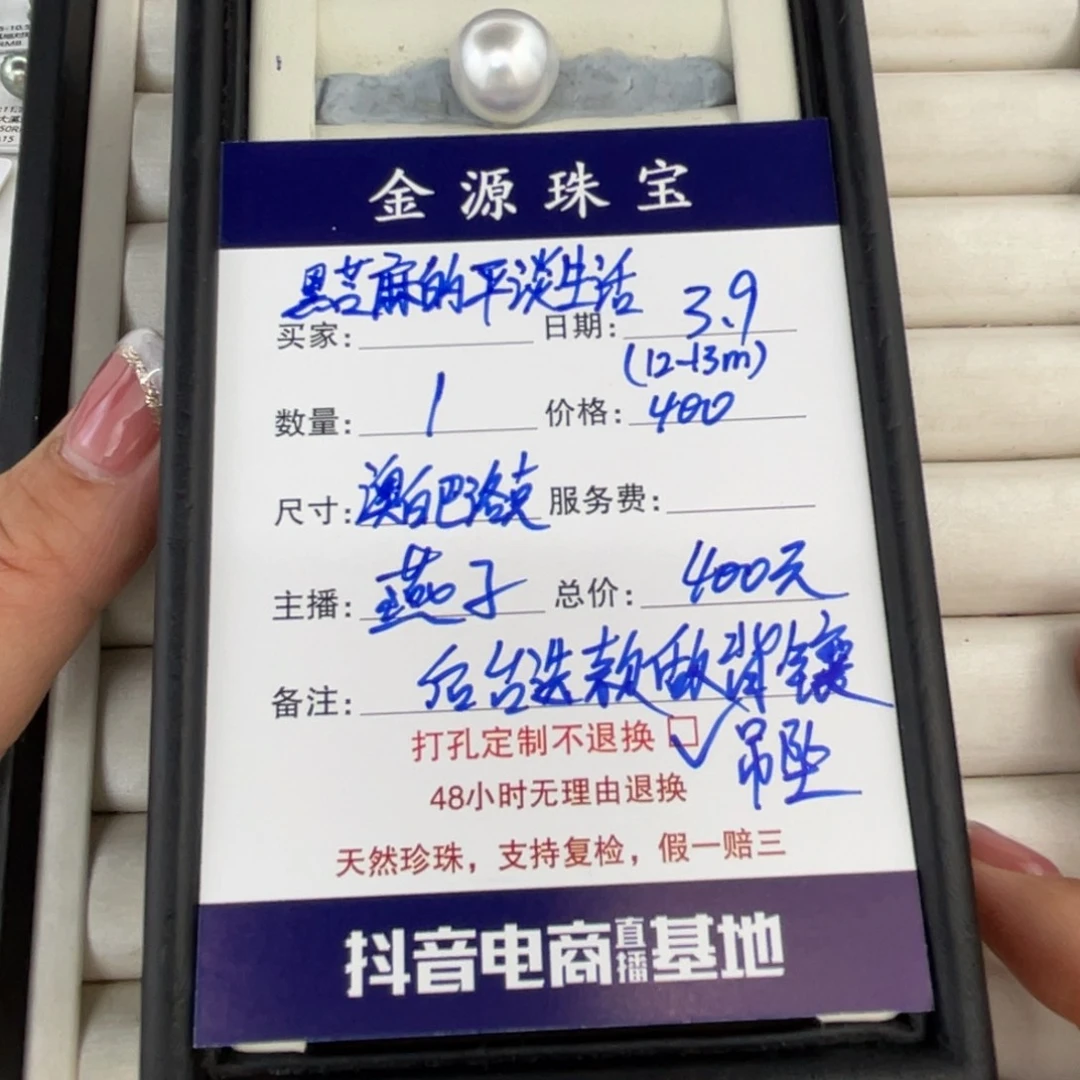 金源珠宝
黑芝麻的平谈生活
买家: 日期: 3.9
(12-13m)
数量: 1 价格: 400
尺寸: 澳白巴洛克 服务费:
主播: 燕子 总价: 400元
备注: 后台选款做背镶
吊坠
打孔定制不退换
48小时无理由退换
天然珍珠，支持复检，假一赔三
抖音电商直播基地